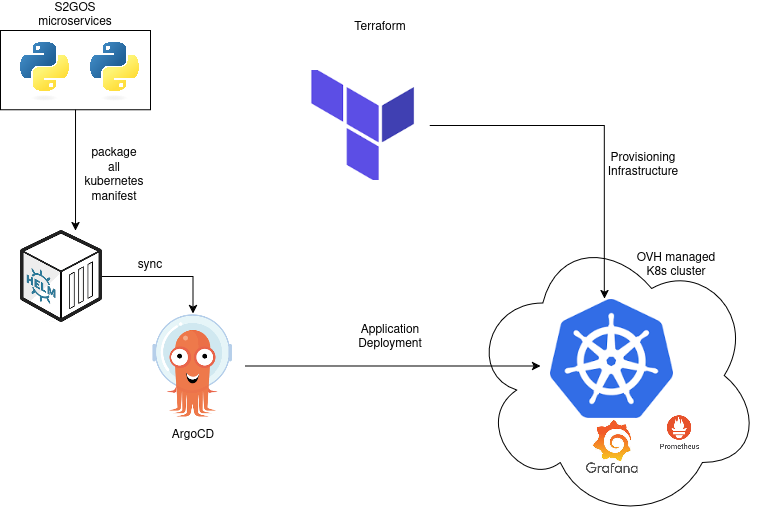 S2GOS
microservices
Terraform
package
all
kubernetes
manifest
Provisioning
Infrastructure
HELM
sync
OVH managed
K8s cluster
Application
Deployment
ArgoCD
Grafana
Prometheus